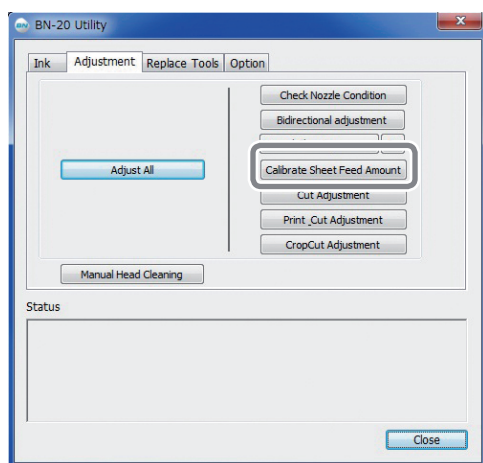 BN-20 Utility
Ink Adjustment Replace Tools Option
Check Nozzle Condition
Bidirectional adjustment
Adjust All
Calibrate Sheet Feed Amount
Cut Adjustment
Print_Cut Adjustment
CropCut Adjustment
Manual Head Cleaning
Status
Close